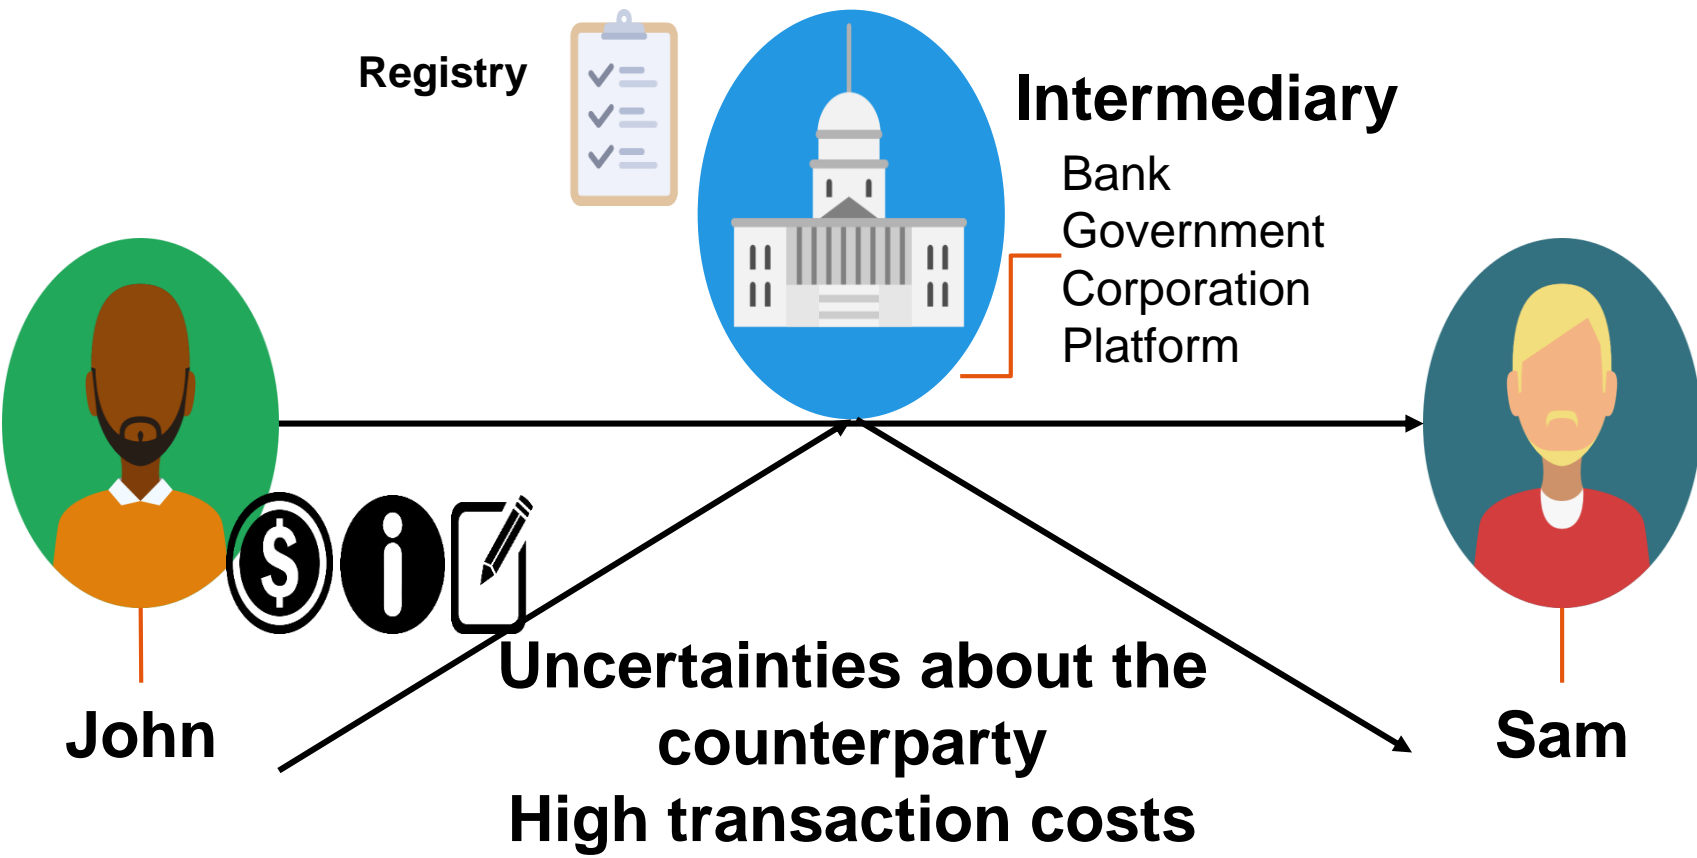 Registry
Intermediary
Bank
Government
Corporation
Platform
$
i
John
Sam
Uncertainties about the
counterparty
High transaction costs